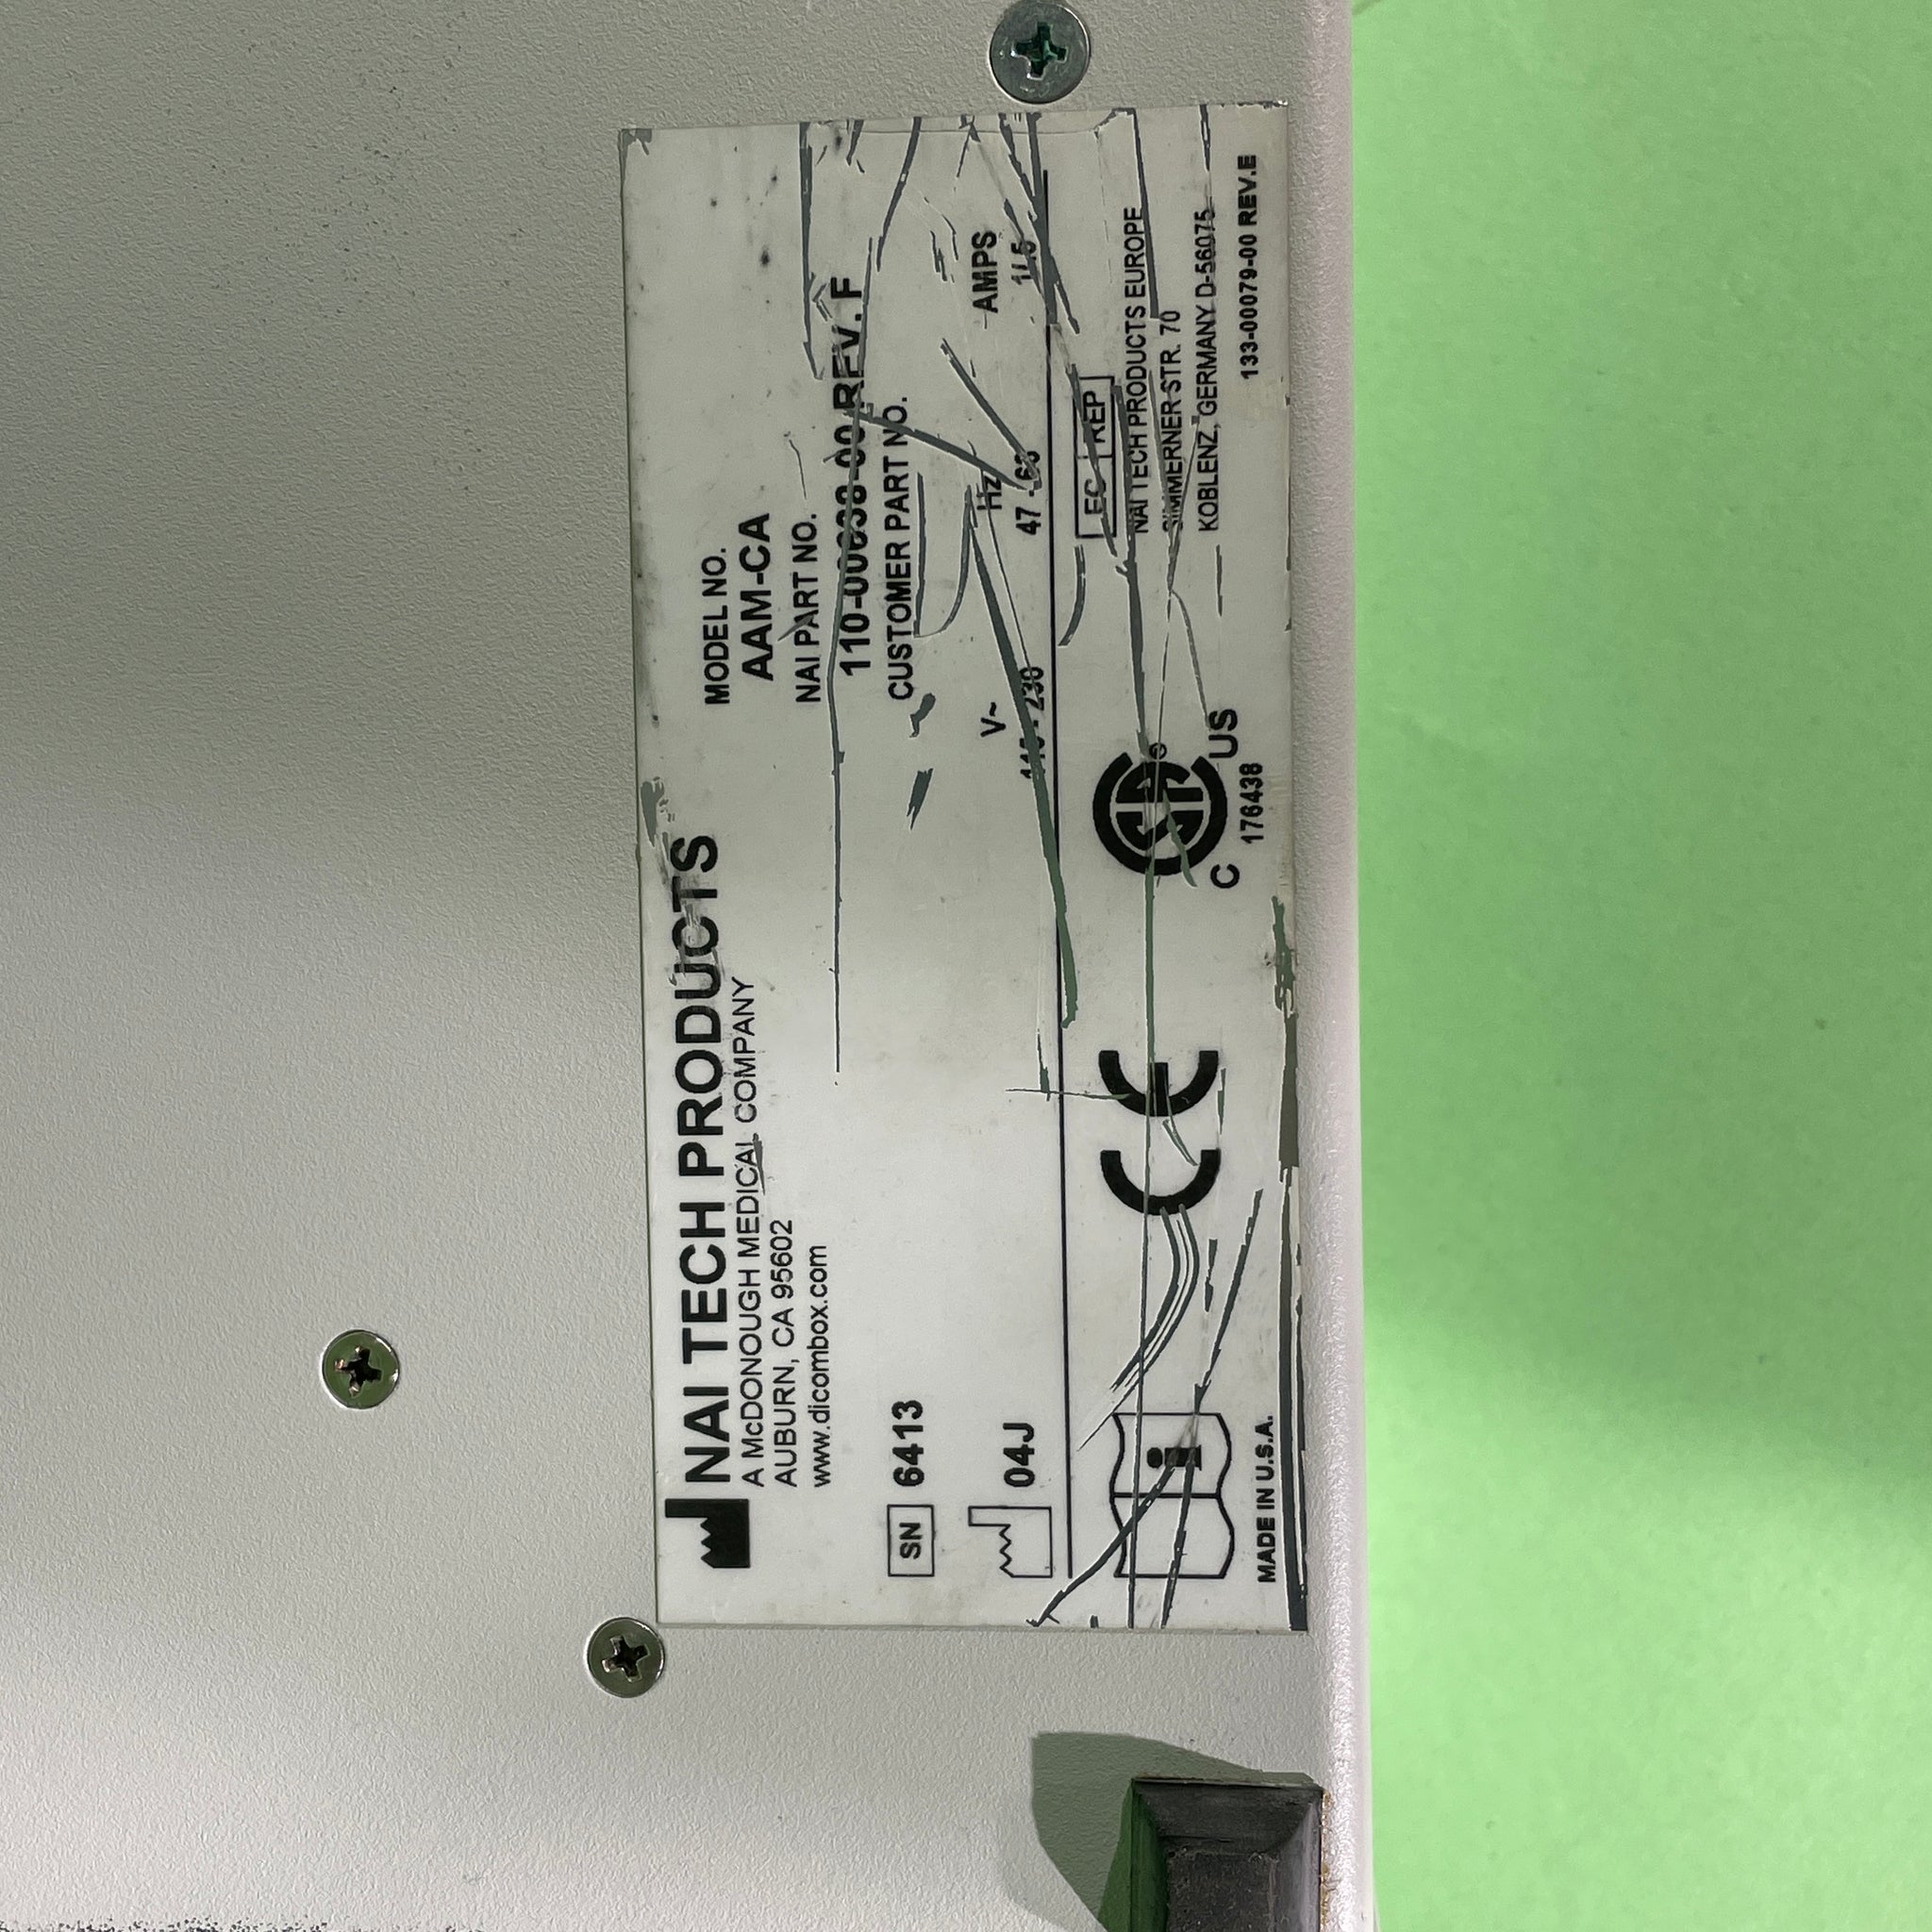 NAI TECH PRODUCTS
A McDONOUGH MEDICAL COMPANY
AUBURN, CA 95602
www.dicombox.com
MODEL NO.
AAM-CA
NAI PART NO.
REV. F
CUSTOMER PART NO.
SN 6413
04J
V~
Hz
47 -
AMPS
EC REP
NAI TECH PRODUCTS EUROPE
SIMMERNER STR. 70
KOBLENZ, GERMANY D-56075
C US
176438
CE
i
MADE IN U.S.A.
133-00079-00 REV.E